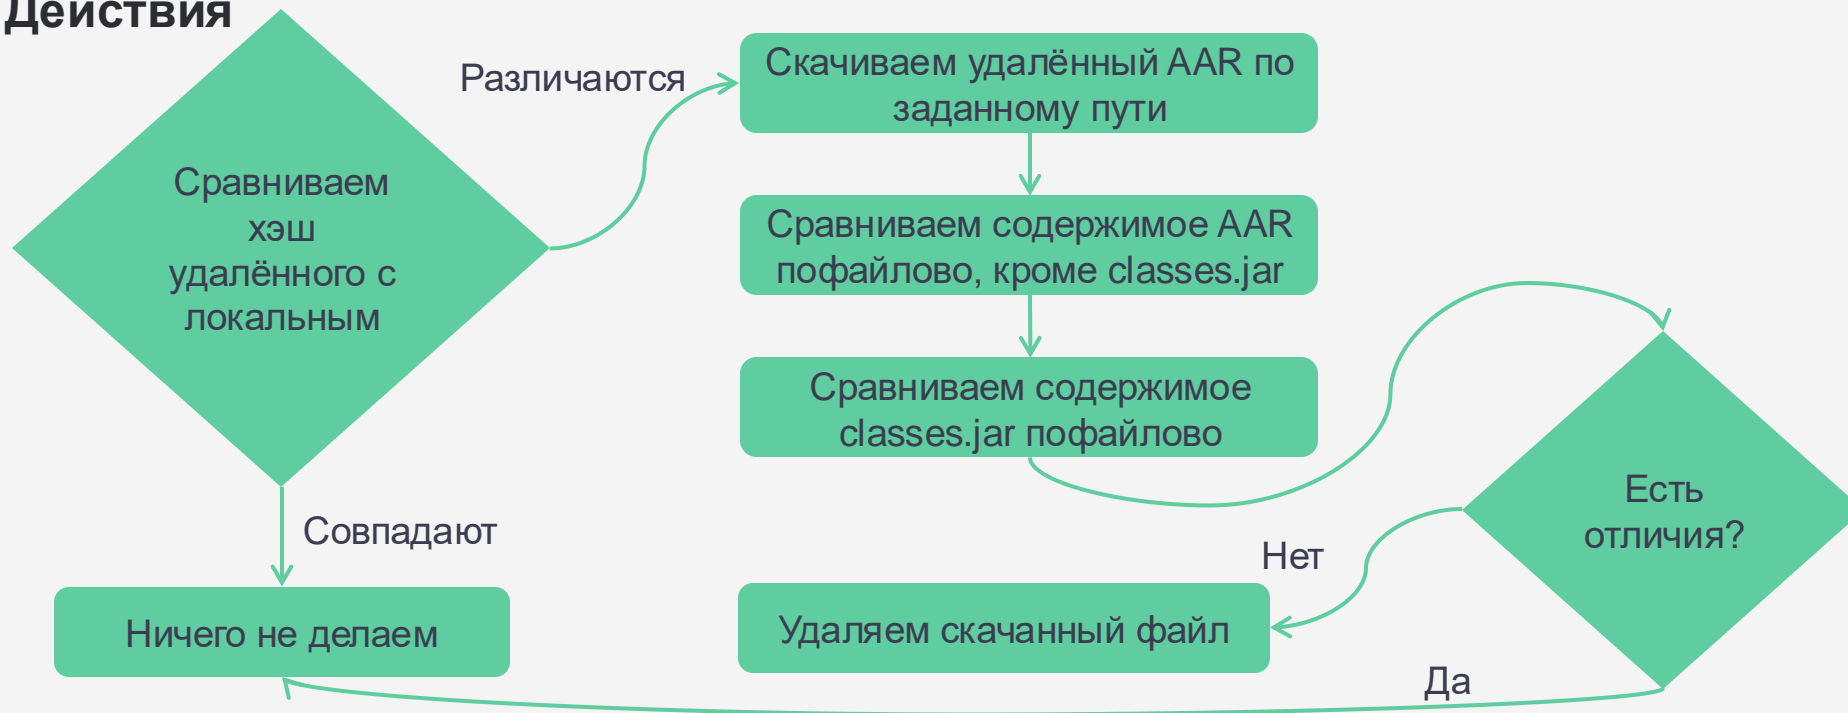 Действия
Различаются
Скачиваем удалённый AAR по
заданному пути
Сравниваем
хэш
удалённого с
локальным
Сравниваем содержимое AAR
пофайлово, кроме classes.jar
Сравниваем содержимое
classes.jar пофайлово
Есть
отличия?
Совпадают
Нет
Ничего не делаем
Удаляем скачанный файл
Да